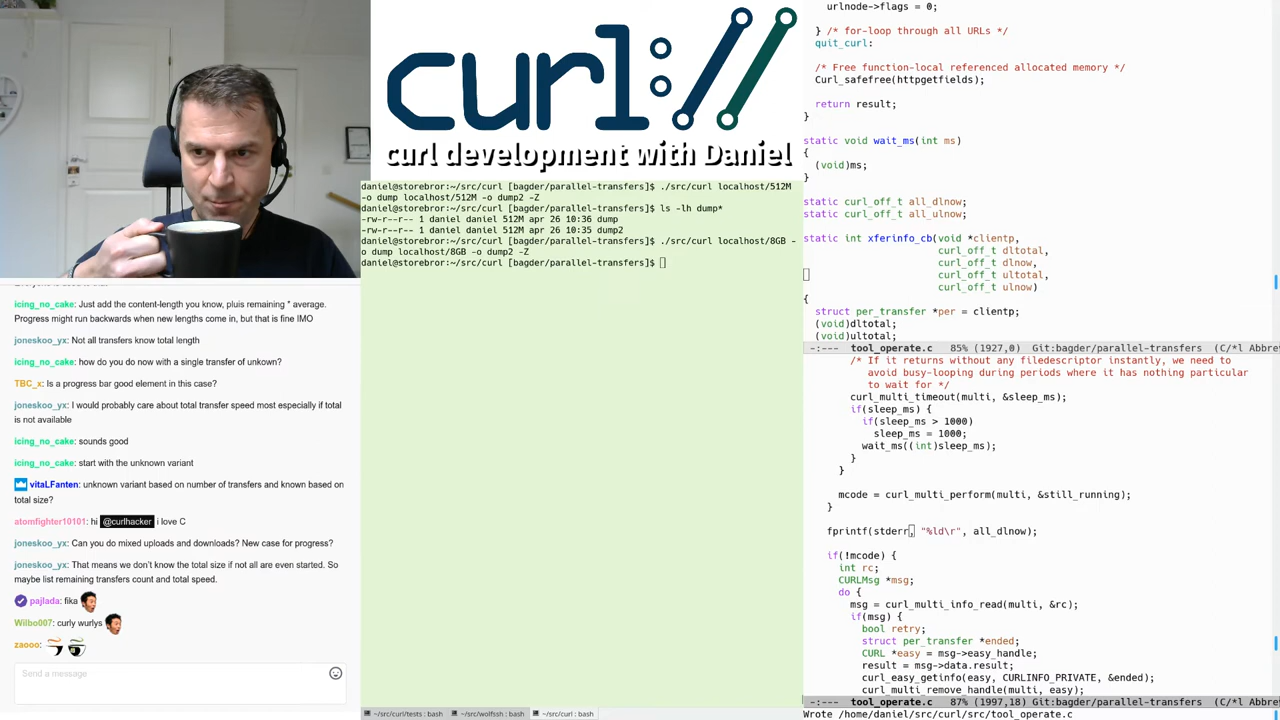 curl://
curl development with Daniel
icing_no_cake: Just add the content-length you know, pluis remaining * average.
Progress might run backwards when new lengths come in, but that is fine IMO
joneskoo_yx: Not all transfers know total length
icing_no_cake: how do you do now with a single transfer of unkown?
TBC_x: Is a progress bar good element in this case?
joneskoo_yx: I would probably care about total transfer speed most especially if total
is not available
icing_no_cake: sounds good
icing_no_cake: start with the unknown variant
vitaLFanten: unknown variant based on number of transfers and known based on
total size?
atomfighter10101: hi @curlhacker i love C
joneskoo_yx: Can you do mixed uploads and downloads? New case for progress?
joneskoo_yx: That means we don't know the total size if not all are even started. So
maybe list remaining transfers count and total speed.
pajlada: fika
Wilbo007: curly wurlys
zaooo:
Send a message
daniel@storebror:~/src/curl [bagder/parallel-transfers]$ ./src/curl localhost/512M
-o dump localhost/512M -o dump2 -Z
daniel@storebror:~/src/curl [bagder/parallel-transfers]$ ls -lh dump*
-rw-r--r-- 1 daniel daniel 512M apr 26 10:36 dump
-rw-r--r-- 1 daniel daniel 512M apr 26 10:35 dump2
daniel@storebror:~/src/curl [bagder/parallel-transfers]$ ./src/curl localhost/8GB -
o dump localhost/8GB -o dump2 -Z
daniel@storebror:~/src/curl [bagder/parallel-transfers]$
~/src/curl/tests : bash
~/src/wolfssh : bash
~/src/curl : bash
urlnode->flags = 0;
} /* for-loop through all URLs */
quit_curl:
/* Free function-local referenced allocated memory */
Curl_safefree(httpgetfields);
return result;
}
static void wait_ms(int ms)
{
(void)ms;
}
static curl_off_t all_dlnow;
static curl_off_t all_ulnow;
static int xferinfo_cb(void *clientp,
curl_off_t dltotal,
curl_off_t dlnow,
curl_off_t ultotal,
curl_off_t ulnow)
{
struct per_transfer *per = clientp;
(void)dltotal;
(void)ultotal;
-:--- tool_operate.c 85% (1927,0) Git:bagder/parallel-transfers (C/*l Abbre
/* If it returns without any filedescriptor instantly, we need to
avoid busy-looping during periods where it has nothing particular
to wait for */
curl_multi_timeout(multi, &sleep_ms);
if(sleep_ms) {
if(sleep_ms > 1000)
sleep_ms = 1000;
wait_ms((int)sleep_ms);
}
}
mcode = curl_multi_perform(multi, &still_running);
}
fprintf(stderr, "%ld\r", all_dlnow);
if(!mcode) {
int rc;
CURLMsg *msg;
do {
msg = curl_multi_info_read(multi, &rc);
if(msg) {
bool retry;
struct per_transfer *ended;
CURL *easy = msg->easy_handle;
result = msg->data.result;
curl_easy_getinfo(easy, CURLINFO_PRIVATE, &ended);
curl_multi_remove_handle(multi, easy);
-:--- tool_operate.c 87% (1997,18) Git:bagder/parallel-transfers (C/*l Abbr
Wrote /home/daniel/src/curl/src/tool_operate.c